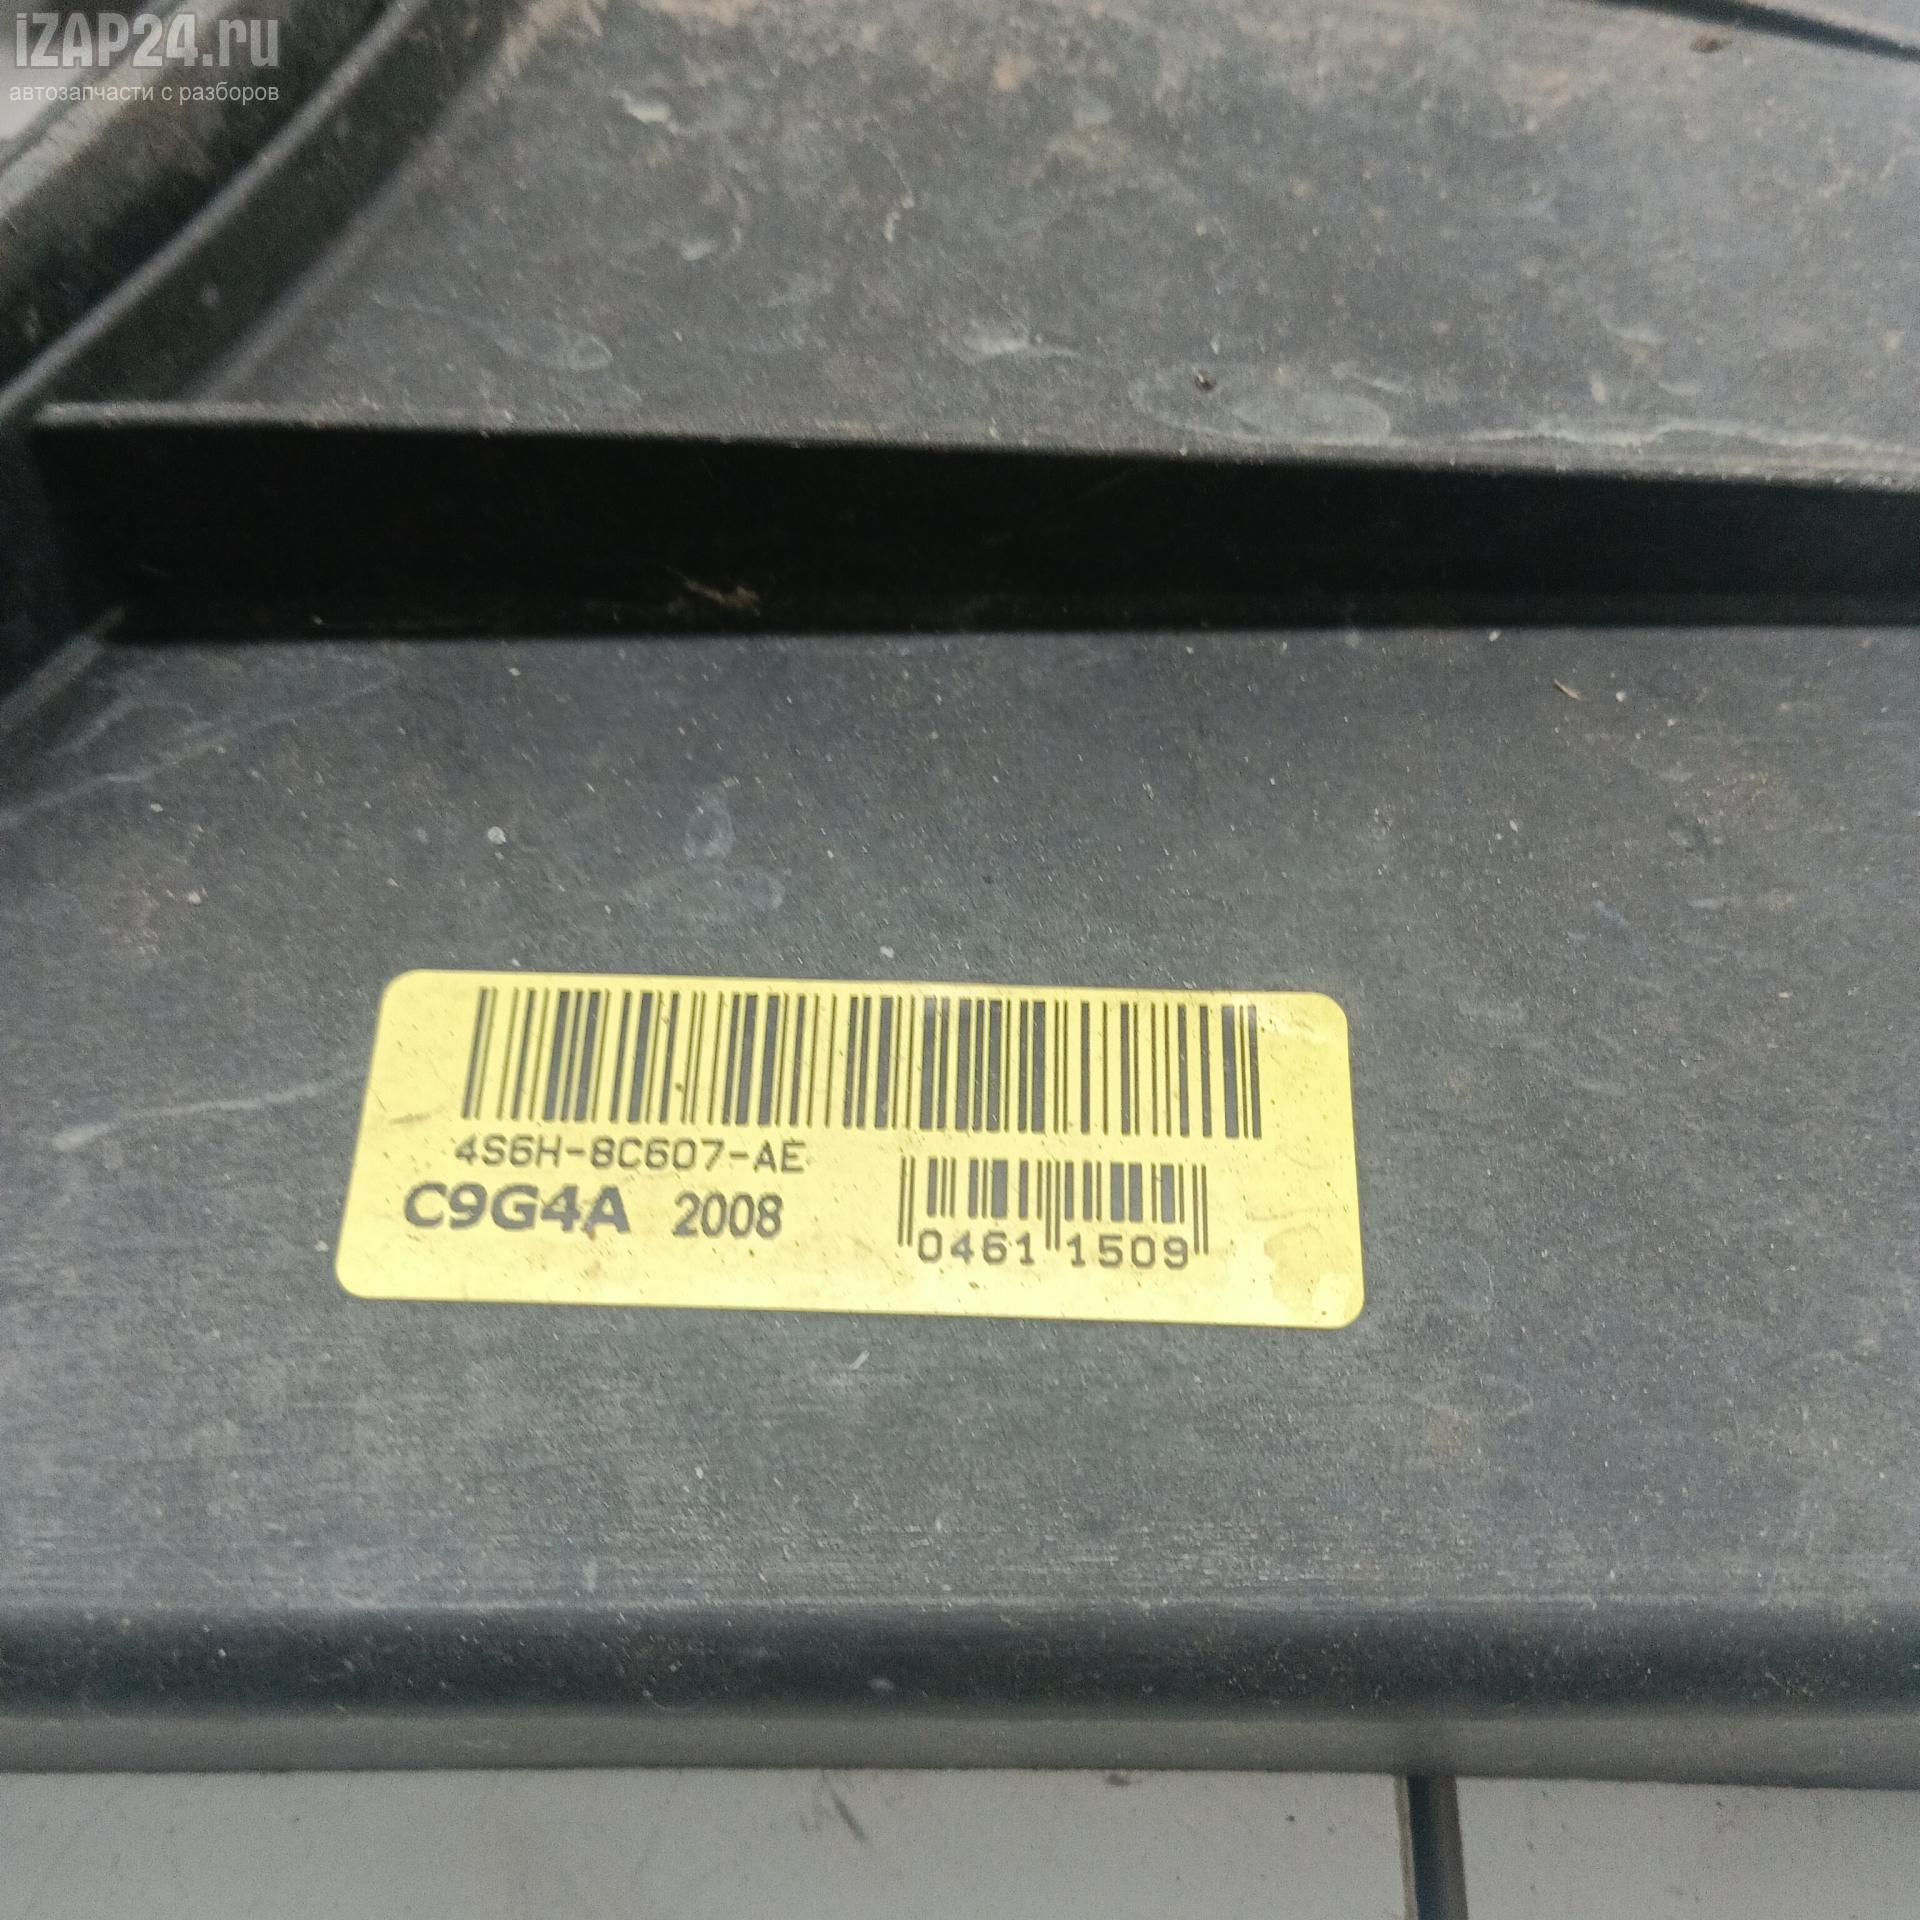 iZAP24.ru
автозапчасти с разборов
4S6H-8C607-AE
C9G4A 2008
0461 1509